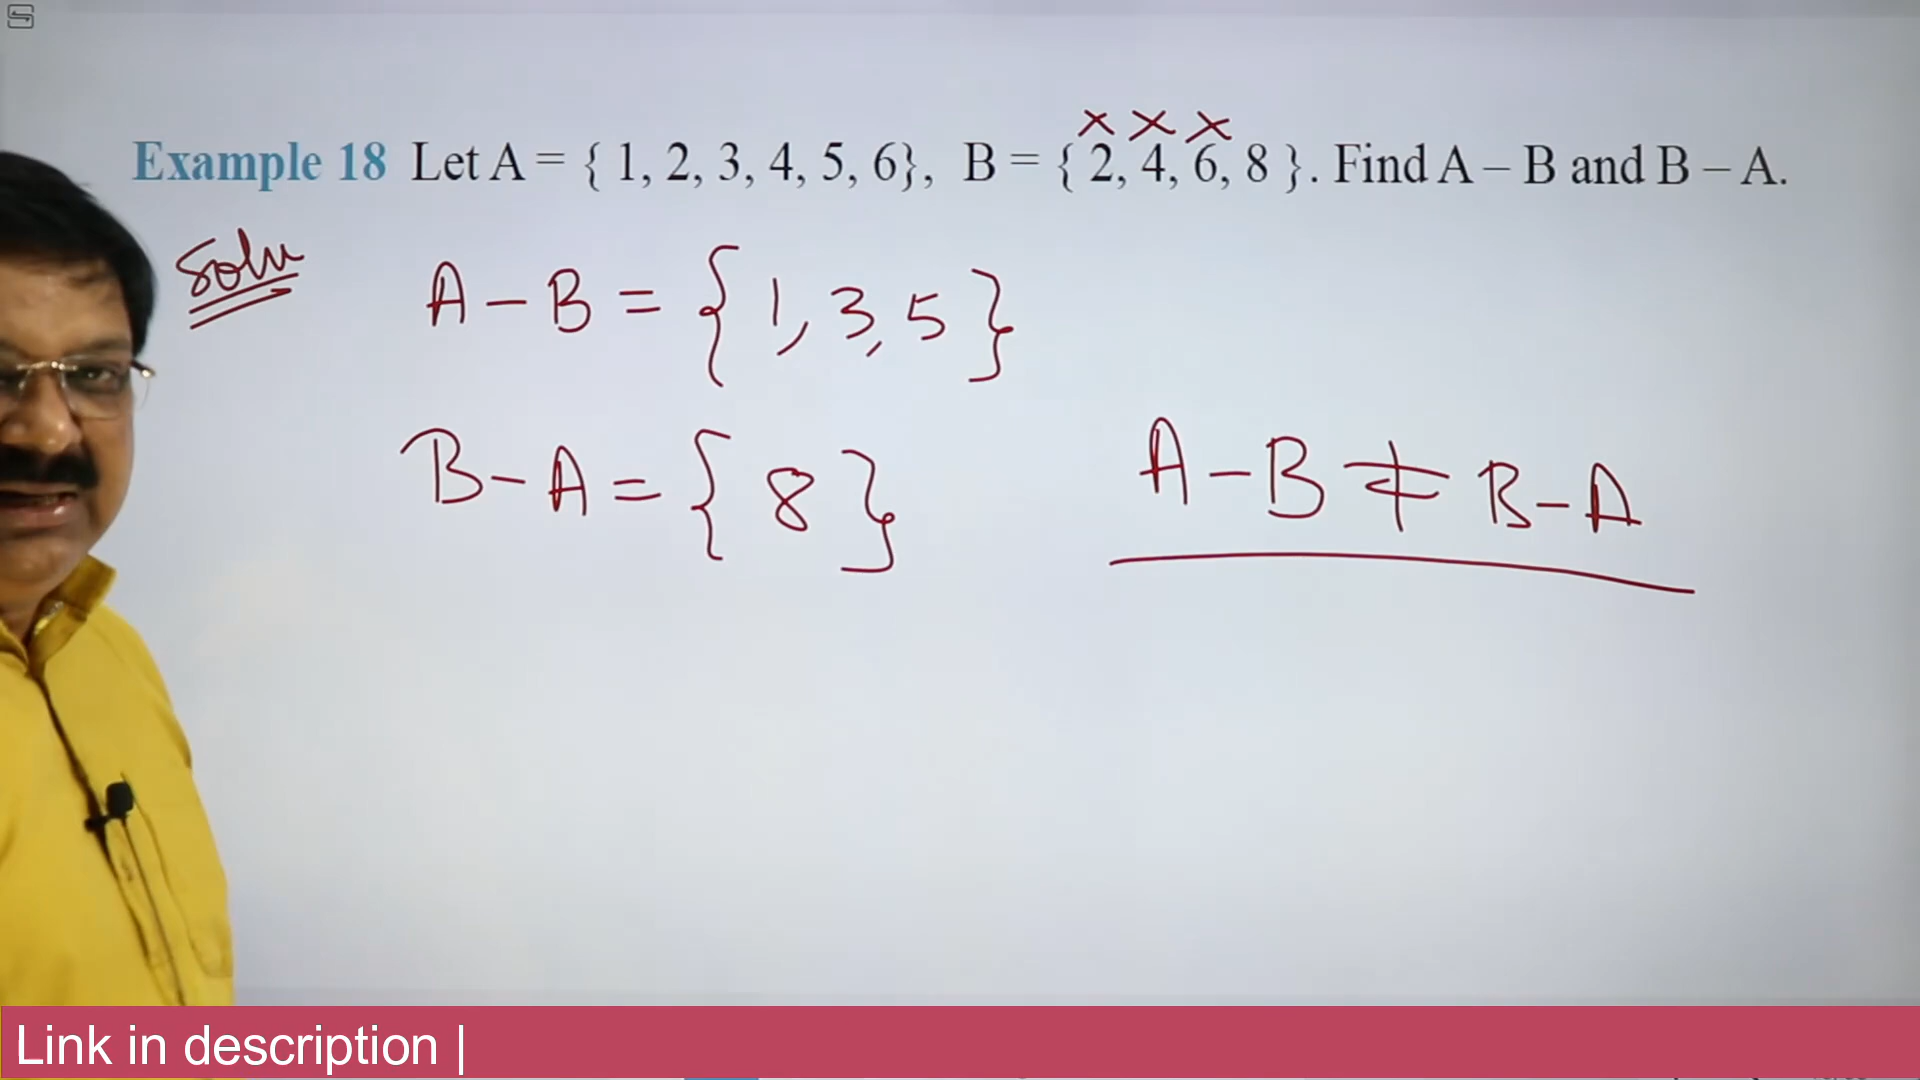 × × ×
Example 18 Let A = { 1, 2, 3, 4, 5, 6}, B = { 2, 4, 6, 8 }. Find A – B and B – A.
Solu
A – B = { 1, 3, 5 }
B – A = { 8 }
A – B ≠ B – A
Link in description |